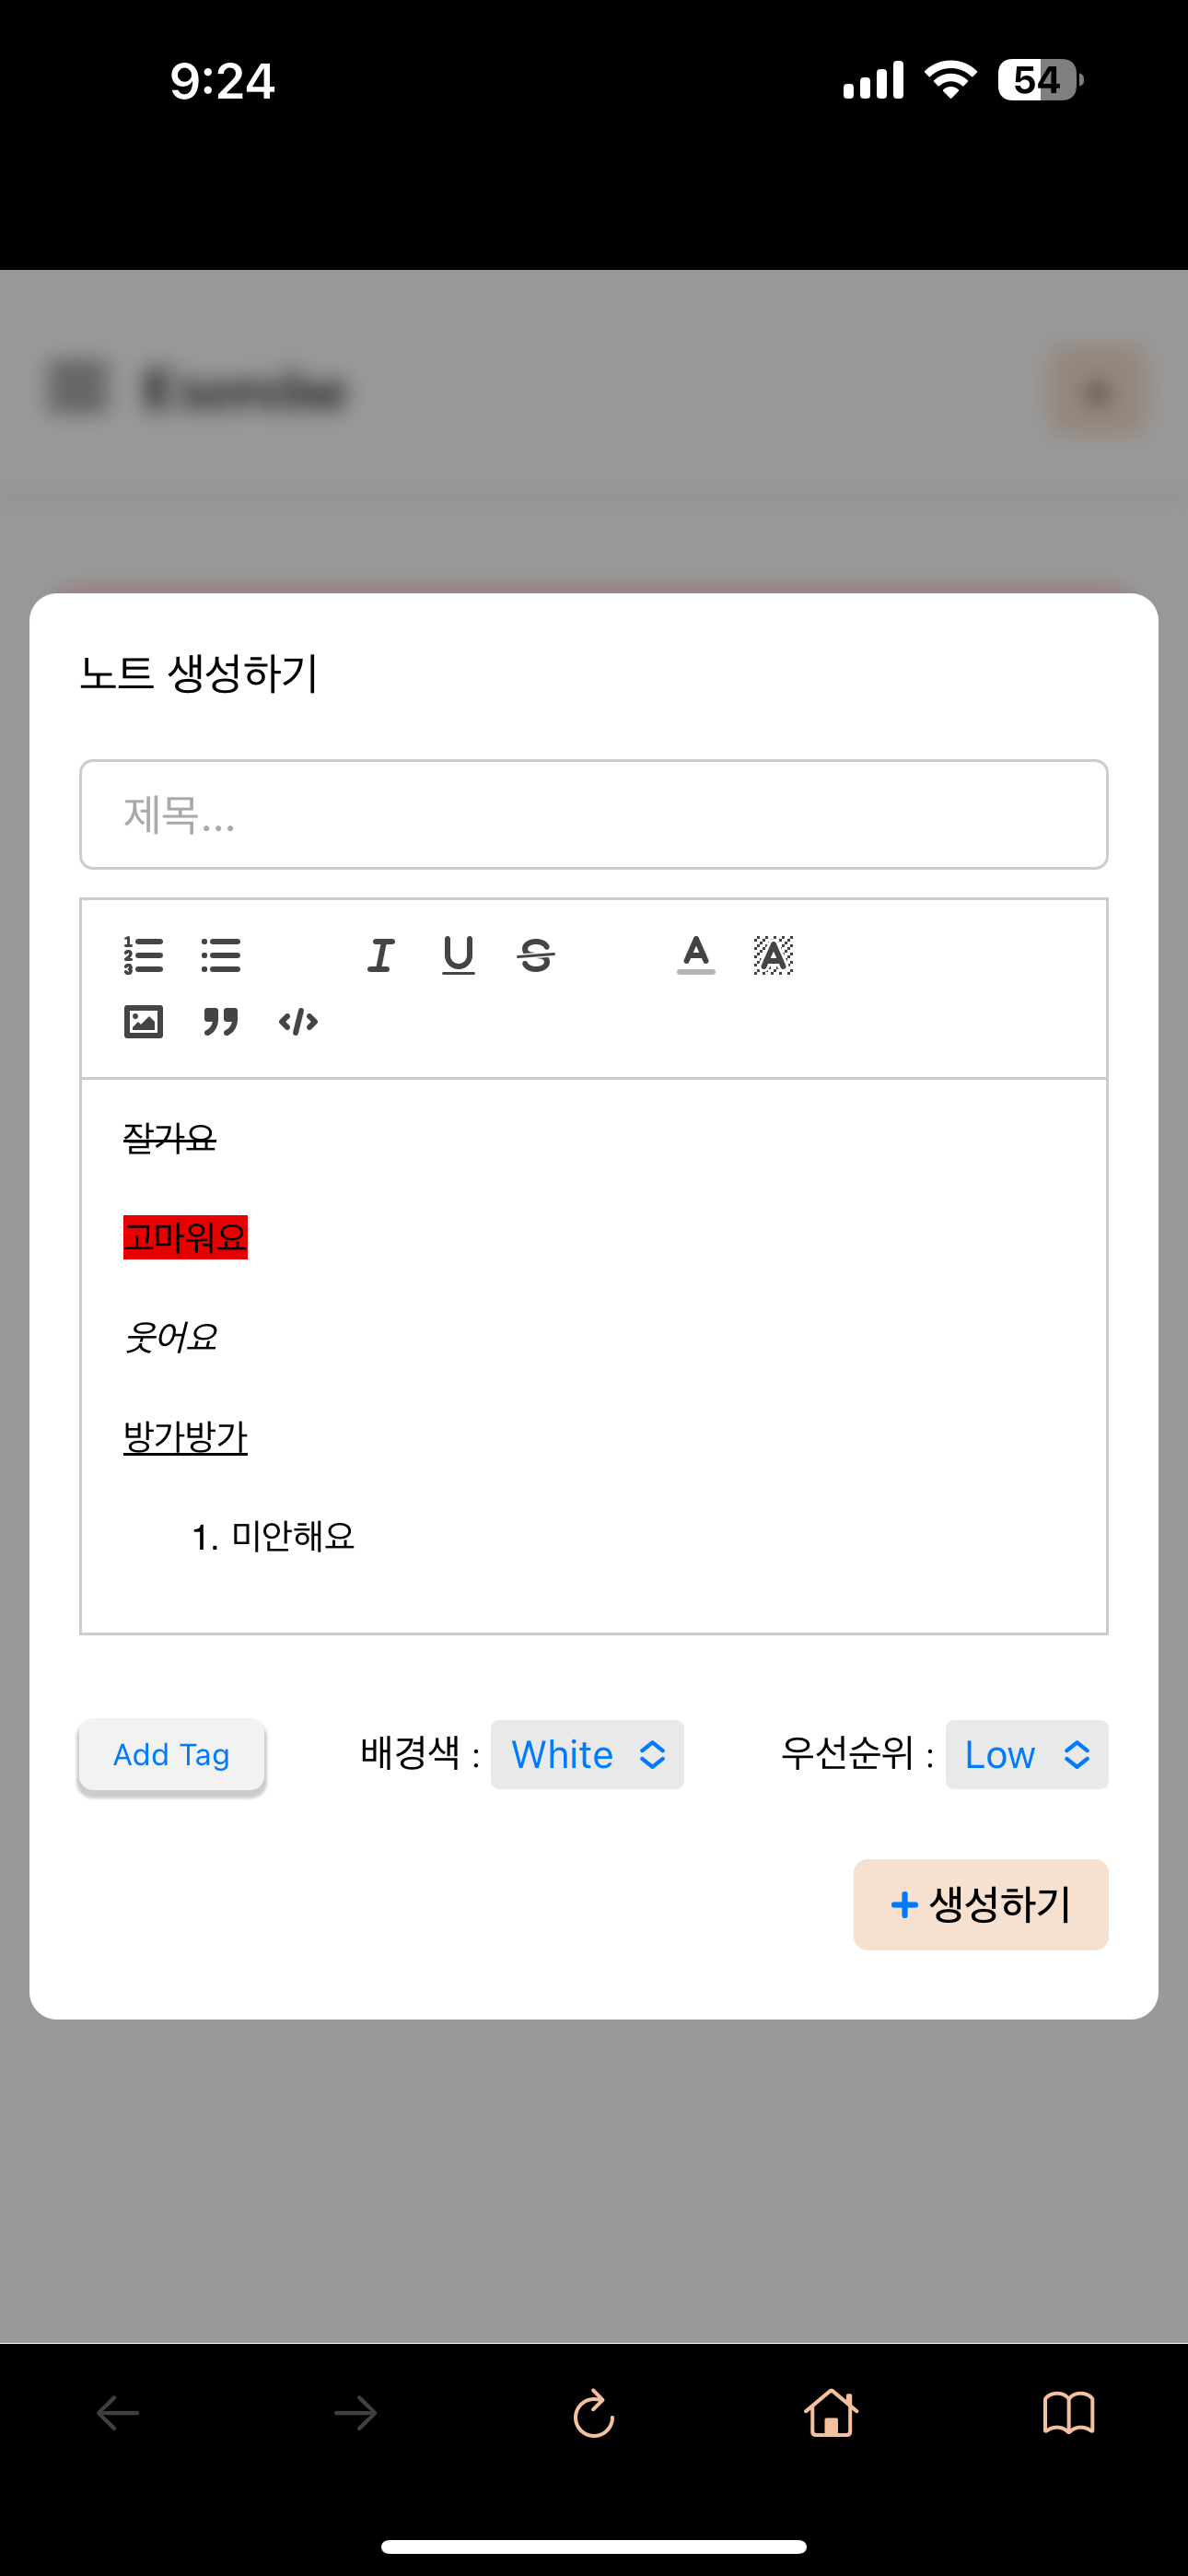 9:24
54
Exercise
노트 생성하기
제목...
잘가요
고마워요
웃어요
방가방가
1. 미안해요
Add Tag
배경색 : White
우선순위 : Low
+ 생성하기